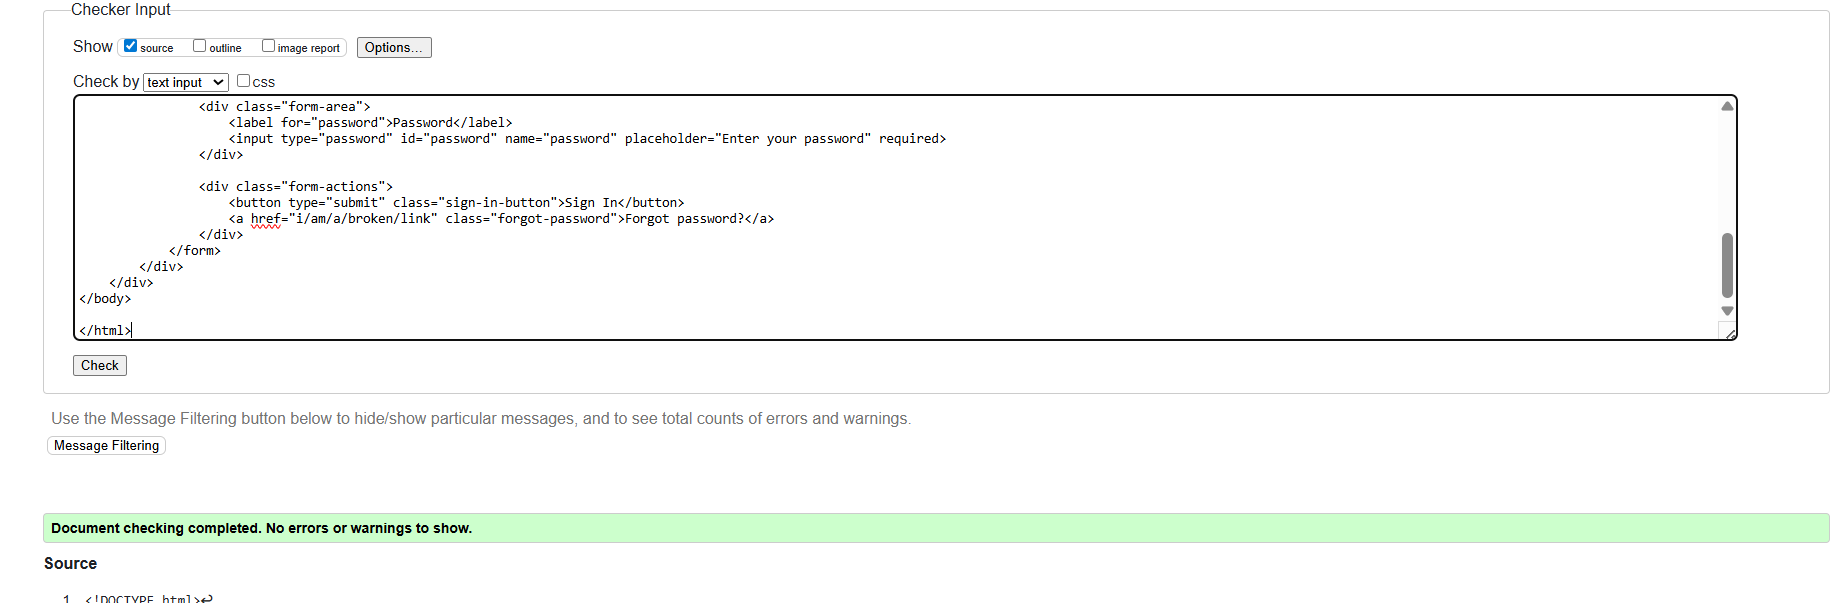 Checker Input
Show source outline image report Options...
Check by text input css
<div class="form-area">
<label for="password">Password</label>
<input type="password" id="password" name="password" placeholder="Enter your password" required>
</div>
<div class="form-actions">
<button type="submit" class="sign-in-button">Sign In</button>
<a href="i/am/a/broken/link" class="forgot-password">Forgot password?</a>
</div>
</form>
</div>
</div>
</body>
</html>
Check
Use the Message Filtering button below to hide/show particular messages, and to see total counts of errors and warnings.
Message Filtering
Document checking completed. No errors or warnings to show.
Source
1. <!DOCTYPE html>↩